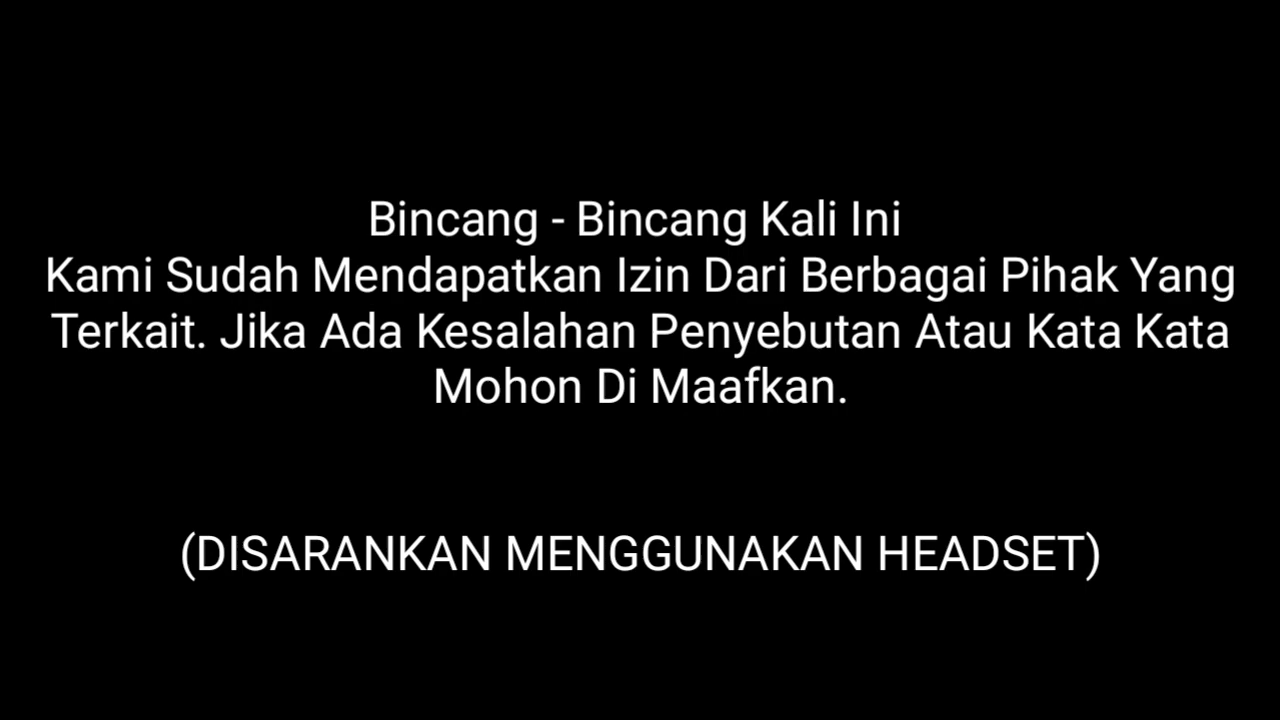 Bincang - Bincang Kali Ini
Kami Sudah Mendapatkan Izin Dari Berbagai Pihak Yang
Terkait. Jika Ada Kesalahan Penyebutan Atau Kata Kata
Mohon Di Maafkan.
(DISARANKAN MENGGUNAKAN HEADSET)